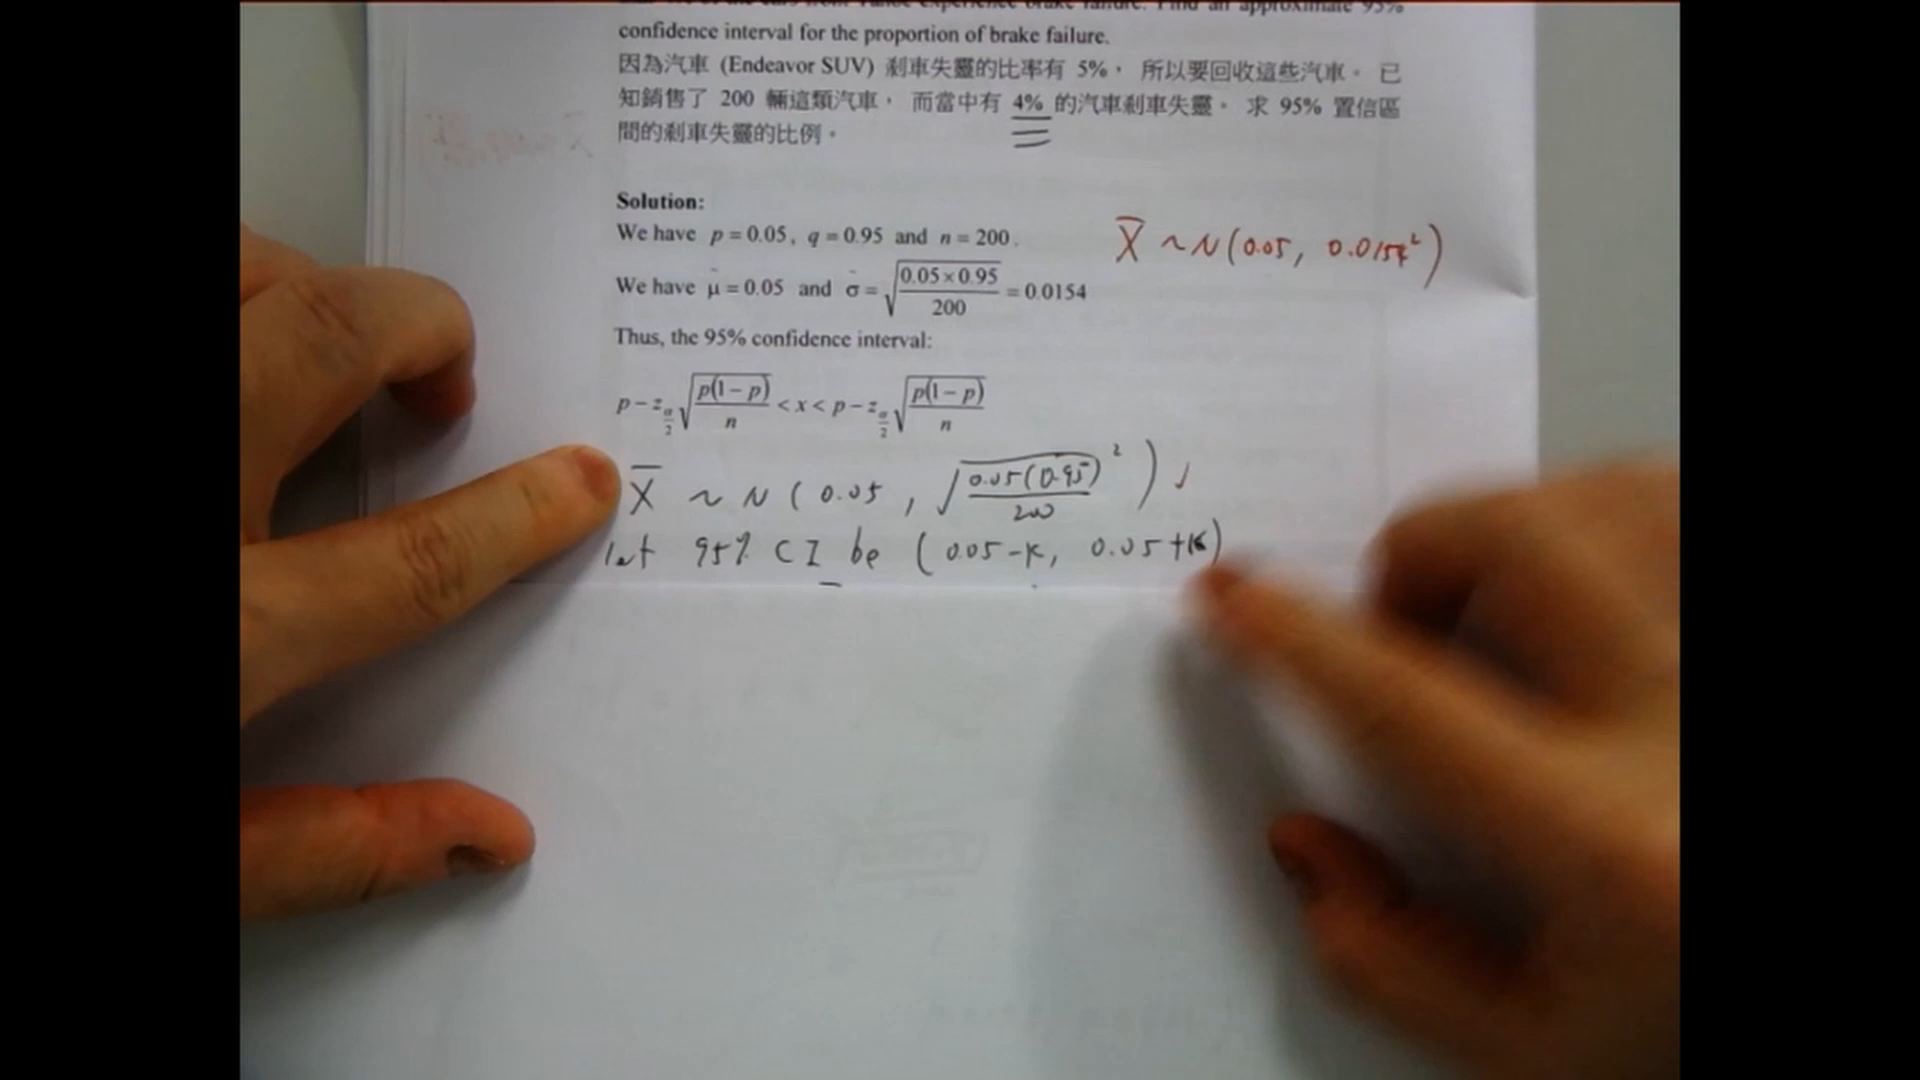 confidence interval for the proportion of brake failure.
因為汽車 (Endeavor SUV) 剎車失靈的比率有 5%， 所以要回收這些汽車。 已
知銷售了 200 輛這類汽車， 而當中有 4% 的汽車剎車失靈。 求 95% 置信區
間的剎車失靈的比例。
Solution:
We have p = 0.05, q = 0.95 and n = 200.
X̄ ~ N(0.05, 0.0154²)
We have μ̄ = 0.05 and σ̄ = √(0.05×0.95/200) = 0.0154
Thus, the 95% confidence interval:
p − z_{α/2} √(p(1−p)/n) < x < p − z_{α/2} √(p(1−p)/n)
X̄ ~ N(0.05, √(0.05(0.95)/200)²)
let 95% CI be (0.05−K, 0.05+K)